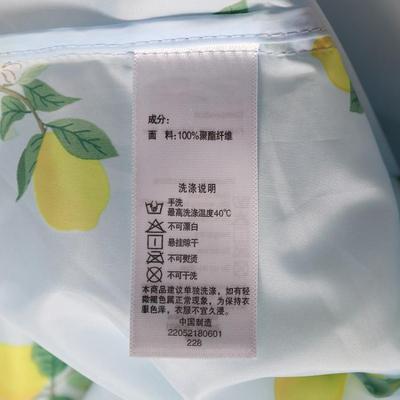 成分:
面 料:100%聚酯纤维
洗涤说明
手洗
最高洗涤温度40℃
不可漂白
悬挂晾干
不可熨烫
不可干洗
本商品建议单独洗涤,如有轻
微褪色属正常现象,为保持衣
服色泽,衣服不宜久浸。
中国制造
22052180601
228